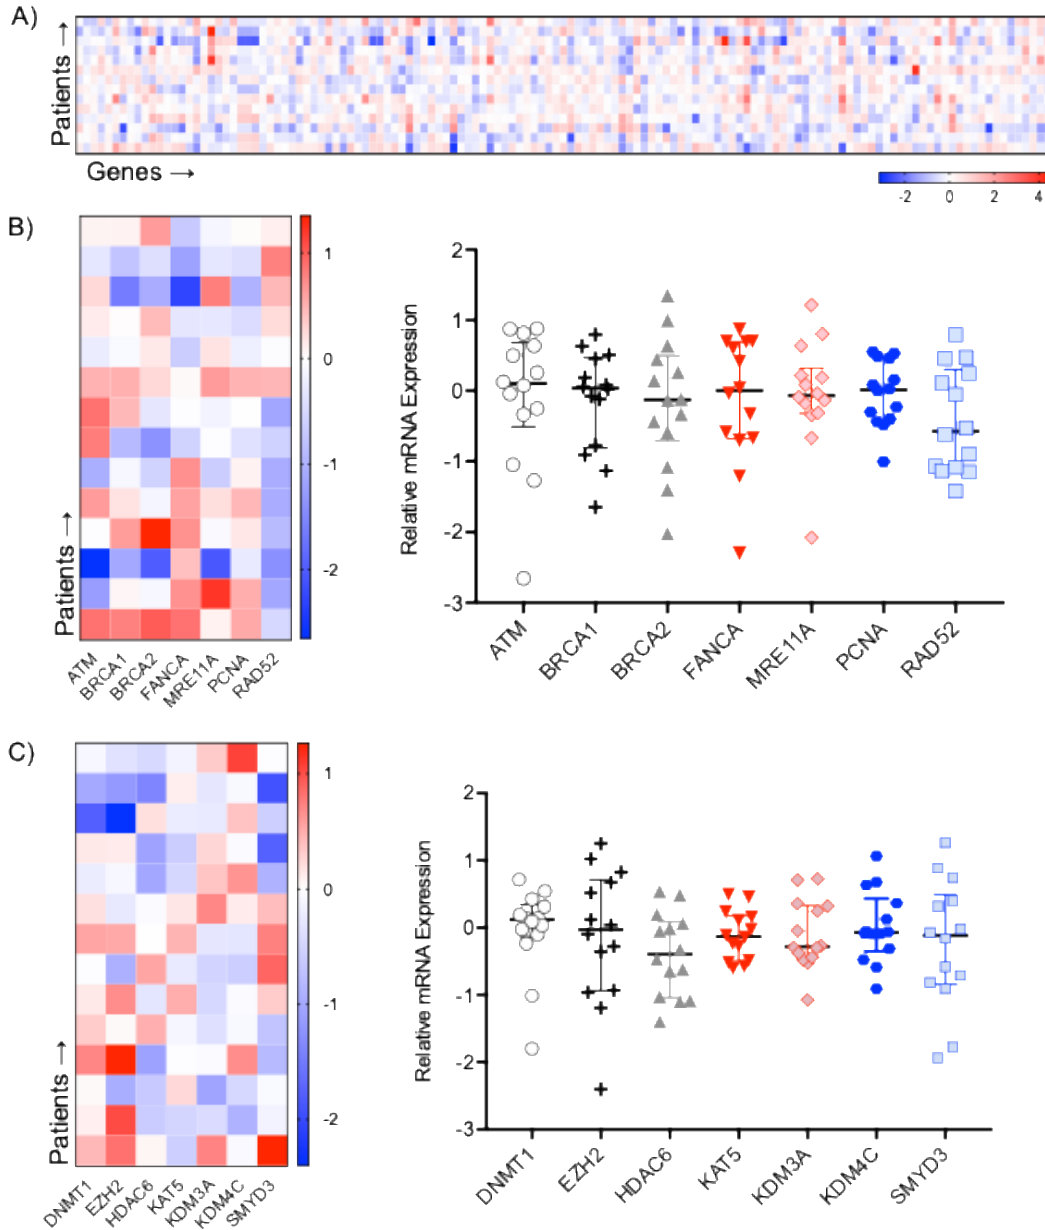 A)
Patients →
Genes →
-2 0 2 4
B)
Patients →
1
0
-1
-2
ATM BRCA1 BRCA2 FANCA MRE11A PCNA RAD52
Relative mRNA Expression
2
1
0
-1
-2
-3
ATM BRCA1 BRCA2 FANCA MRE11A PCNA RAD52
C)
Patients →
1
0
-1
-2
DNMT1 EZH2 HDAC6 KAT5 KDM3A KDM4C SMYD3
Relative mRNA Expression
2
1
0
-1
-2
-3
DNMT1 EZH2 HDAC6 KAT5 KDM3A KDM4C SMYD3